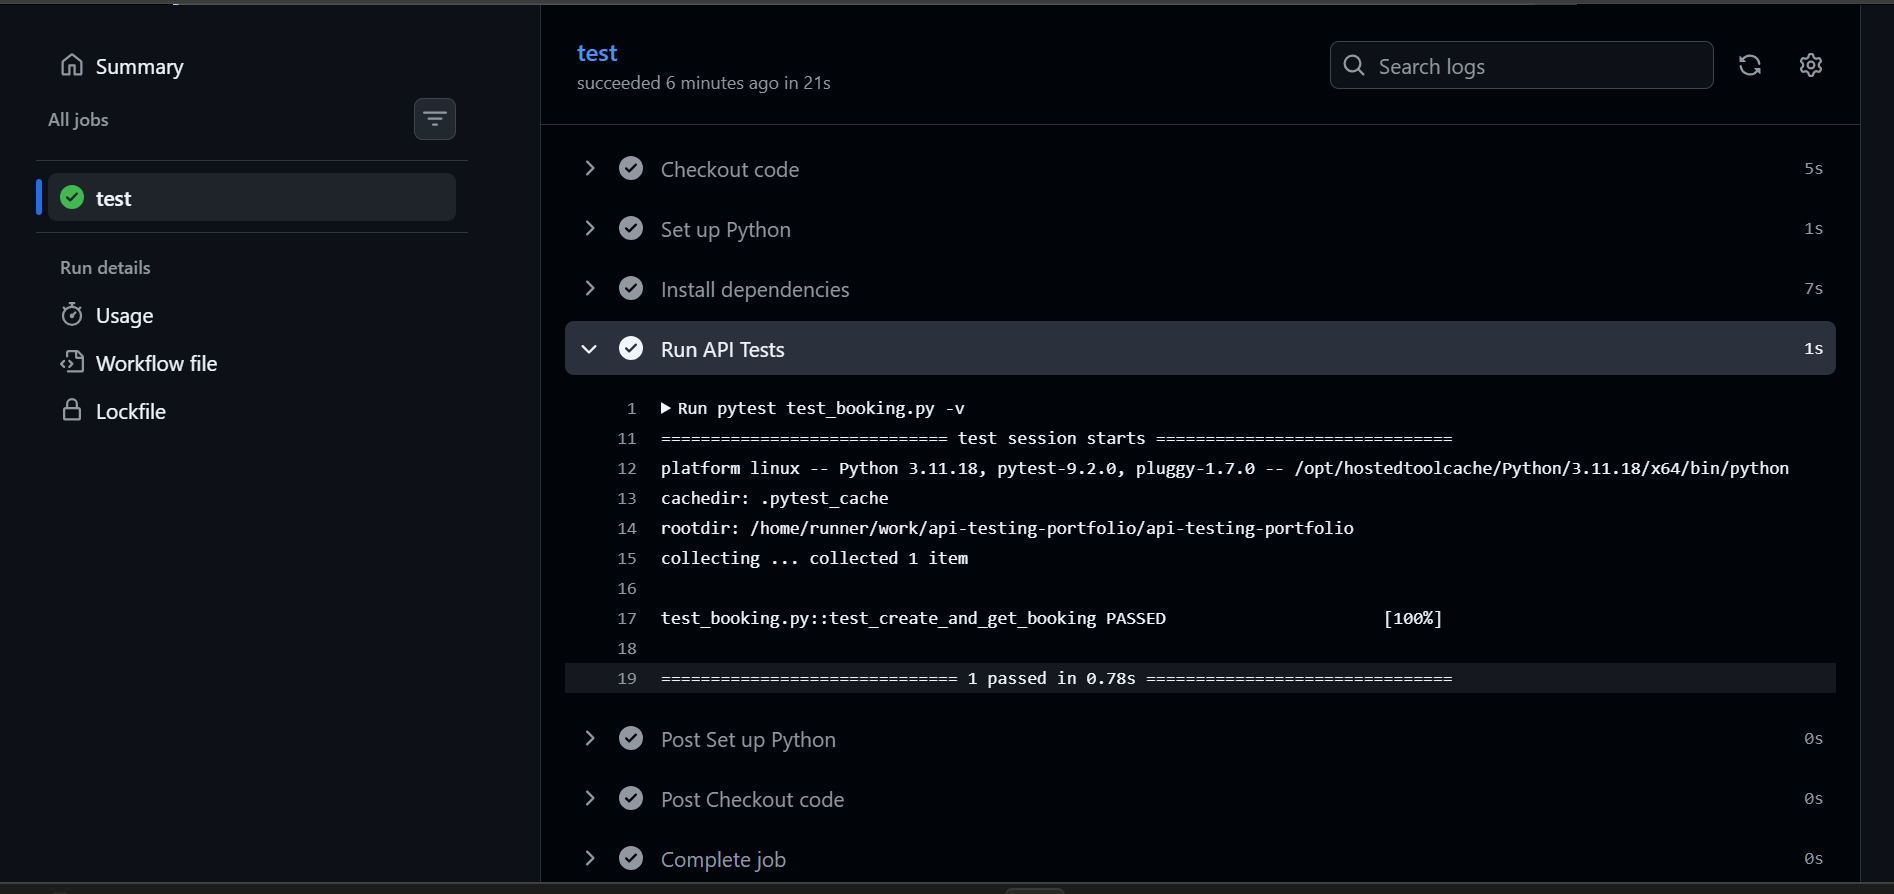 Summary
All jobs
test
Run details
Usage
Workflow file
Lockfile
test
succeeded 6 minutes ago in 21s
Search logs
Checkout code 5s
Set up Python 1s
Install dependencies 7s
Run API Tests 1s
1 Run pytest test_booking.py -v
11 ============================= test session starts ==============================
12 platform linux -- Python 3.11.18, pytest-9.2.0, pluggy-1.7.0 -- /opt/hostedtoolcache/Python/3.11.18/x64/bin/python
13 cachedir: .pytest_cache
14 rootdir: /home/runner/work/api-testing-portfolio/api-testing-portfolio
15 collecting ... collected 1 item
16
17 test_booking.py::test_create_and_get_booking PASSED [100%]
18
19 ============================== 1 passed in 0.78s ===============================
Post Set up Python 0s
Post Checkout code 0s
Complete job 0s